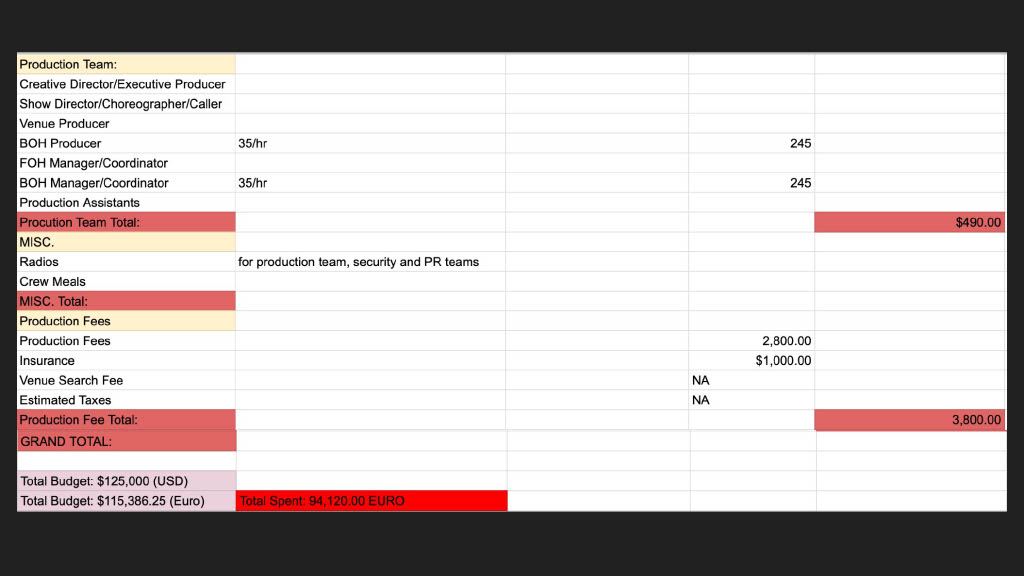 Production Team:
Creative Director/Executive Producer
Show Director/Choreographer/Caller
Venue Producer
BOH Producer 35/hr 245
FOH Manager/Coordinator
BOH Manager/Coordinator 35/hr 245
Production Assistants
Procution Team Total: $490.00
MISC.
Radios for production team, security and PR teams
Crew Meals
MISC. Total:
Production Fees
Production Fees 2,800.00
Insurance $1,000.00
Venue Search Fee NA
Estimated Taxes NA
Production Fee Total: 3,800.00
GRAND TOTAL:
Total Budget: $125,000 (USD)
Total Budget: $115,386.25 (Euro) Total Spent: 94,120.00 EURO